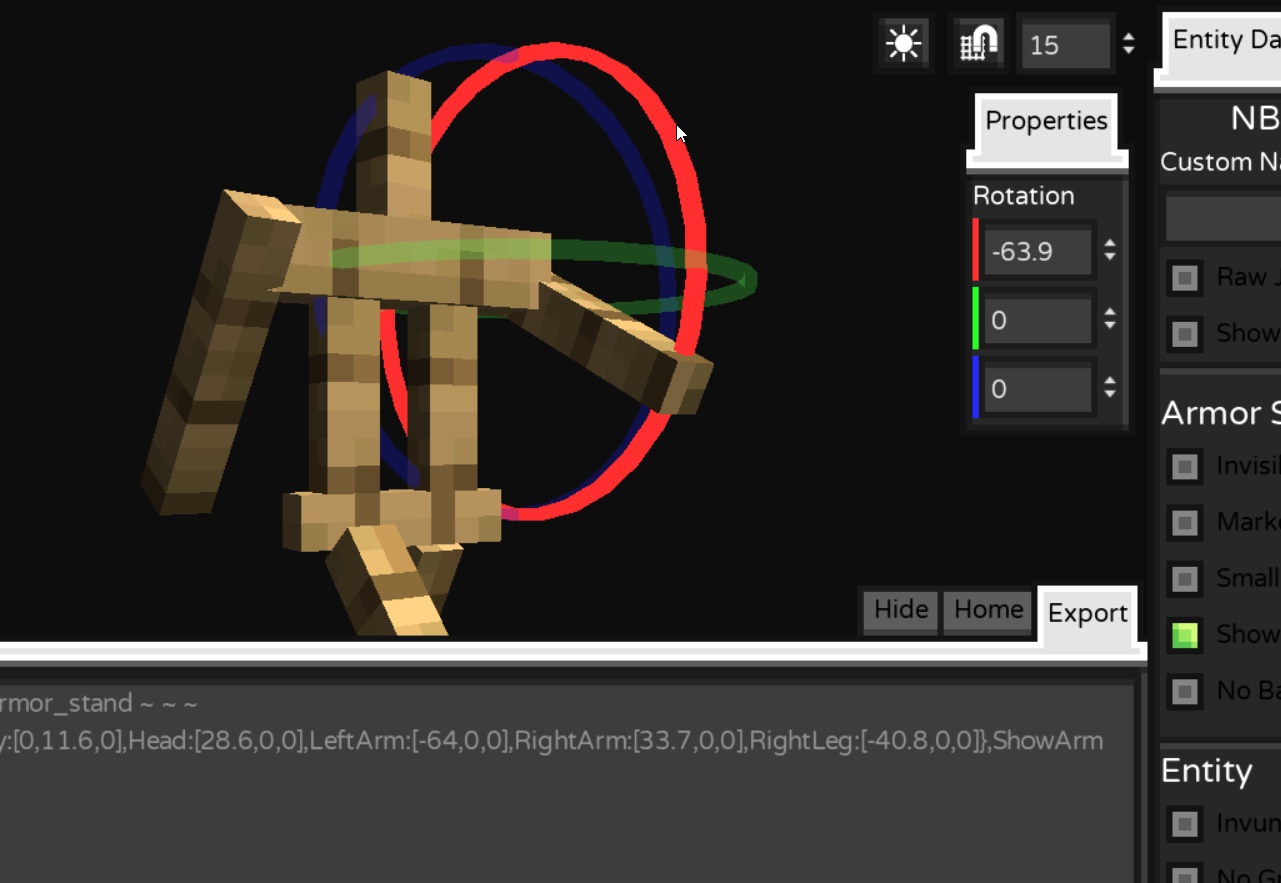 15
Entity Da
Properties
NB
Custom Na
Rotation
-63.9
Raw J
0
Show
0
Armor S
Invisi
Mark
Small
Hide Home Export
Show
No Ba
rmor_stand ~ ~ ~
y:[0,11.6,0],Head:[28.6,0,0],LeftArm:[-64,0,0],RightArm:[33.7,0,0],RightLeg:[-40.8,0,0]},ShowArm
Entity
Invun
No G